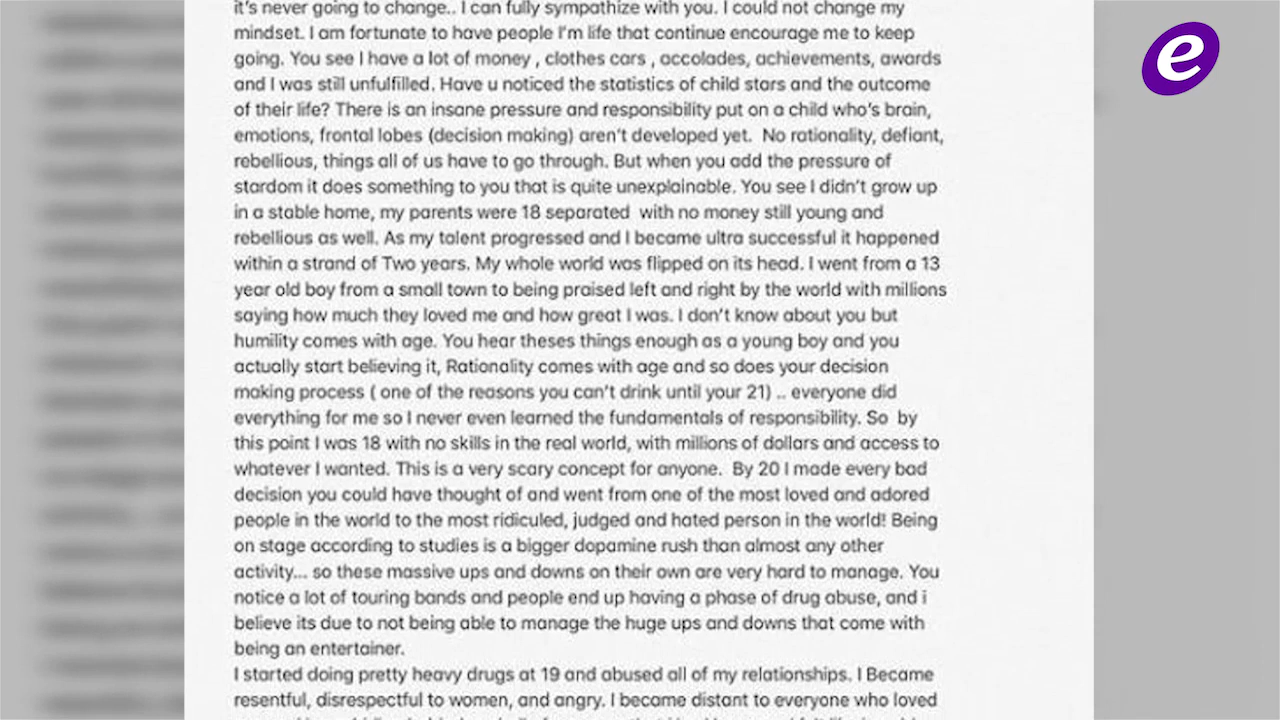 it's never going to change.. I can fully sympathize with you. I could not change my
mindset. I am fortunate to have people I'm life that continue encourage me to keep
going. You see I have a lot of money , clothes cars , accolades, achievements, awards
and I was still unfulfilled. Have u noticed the statistics of child stars and the outcome
of their life? There is an insane pressure and responsibility put on a child who's brain,
emotions, frontal lobes (decision making) aren't developed yet.  No rationality, defiant,
rebellious, things all of us have to go through. But when you add the pressure of
stardom it does something to you that is quite unexplainable. You see I didn't grow up
in a stable home, my parents were 18 separated  with no money still young and
rebellious as well. As my talent progressed and I became ultra successful it happened
within a strand of Two years. My whole world was flipped on its head. I went from a 13
year old boy from a small town to being praised left and right by the world with millions
saying how much they loved me and how great I was. I don't know about you but
humility comes with age. You hear theses things enough as a young boy and you
actually start believing it, Rationality comes with age and so does your decision
making process ( one of the reasons you can't drink until your 21) .. everyone did
everything for me so I never even learned the fundamentals of responsibility. So  by
this point I was 18 with no skills in the real world, with millions of dollars and access to
whatever I wanted. This is a very scary concept for anyone.  By 20 I made every bad
decision you could have thought of and went from one of the most loved and adored
people in the world to the most ridiculed, judged and hated person in the world! Being
on stage according to studies is a bigger dopamine rush than almost any other
activity... so these massive ups and downs on their own are very hard to manage. You
notice a lot of touring bands and people end up having a phase of drug abuse, and i
believe its due to not being able to manage the huge ups and downs that come with
being an entertainer.
I started doing pretty heavy drugs at 19 and abused all of my relationships. I Became
resentful, disrespectful to women, and angry. I became distant to everyone who loved
e